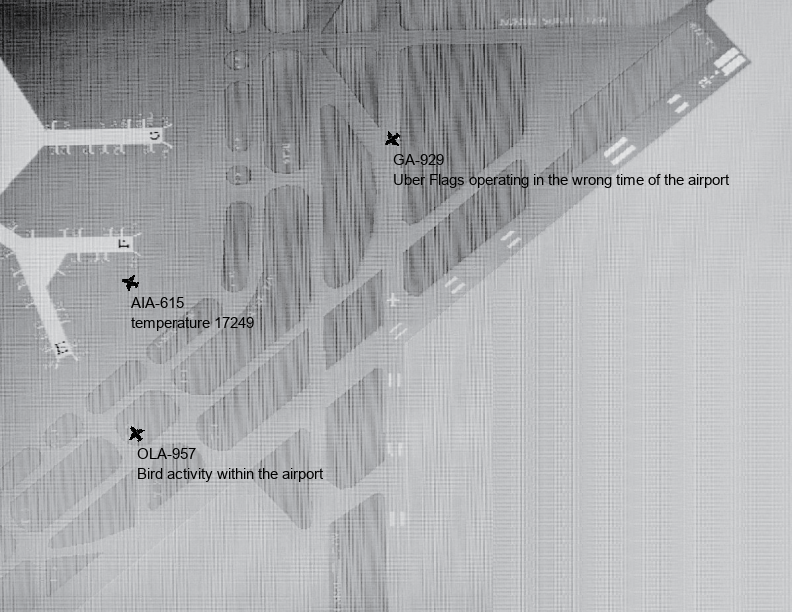 G
GA-929
Uber Flags operating in the wrong time of the airport
F
AIA-615
temperature 17249
E
OLA-957
Bird activity within the airport